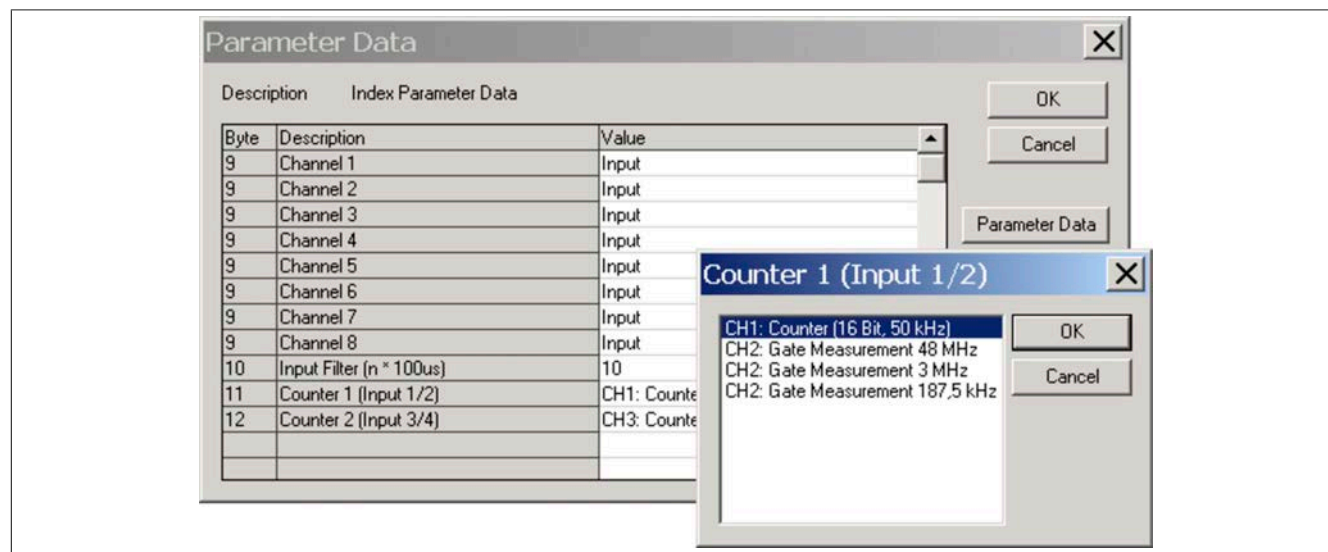 Parameter Data
Description Index Parameter Data
OK
Cancel
Parameter Data
Byte Description Value
9 Channel 1 Input
9 Channel 2 Input
9 Channel 3 Input
9 Channel 4 Input
9 Channel 5 Input
9 Channel 6 Input
9 Channel 7 Input
9 Channel 8 Input
10 Input Filter (n * 100us) 10
11 Counter 1 (Input 1/2) CH1: Counte
12 Counter 2 (Input 3/4) CH3: Counte
Counter 1 (Input 1/2)
CH1: Counter (16 Bit, 50 kHz)
CH2: Gate Measurement 48 MHz
CH2: Gate Measurement 3 MHz
CH2: Gate Measurement 187,5 kHz
OK
Cancel